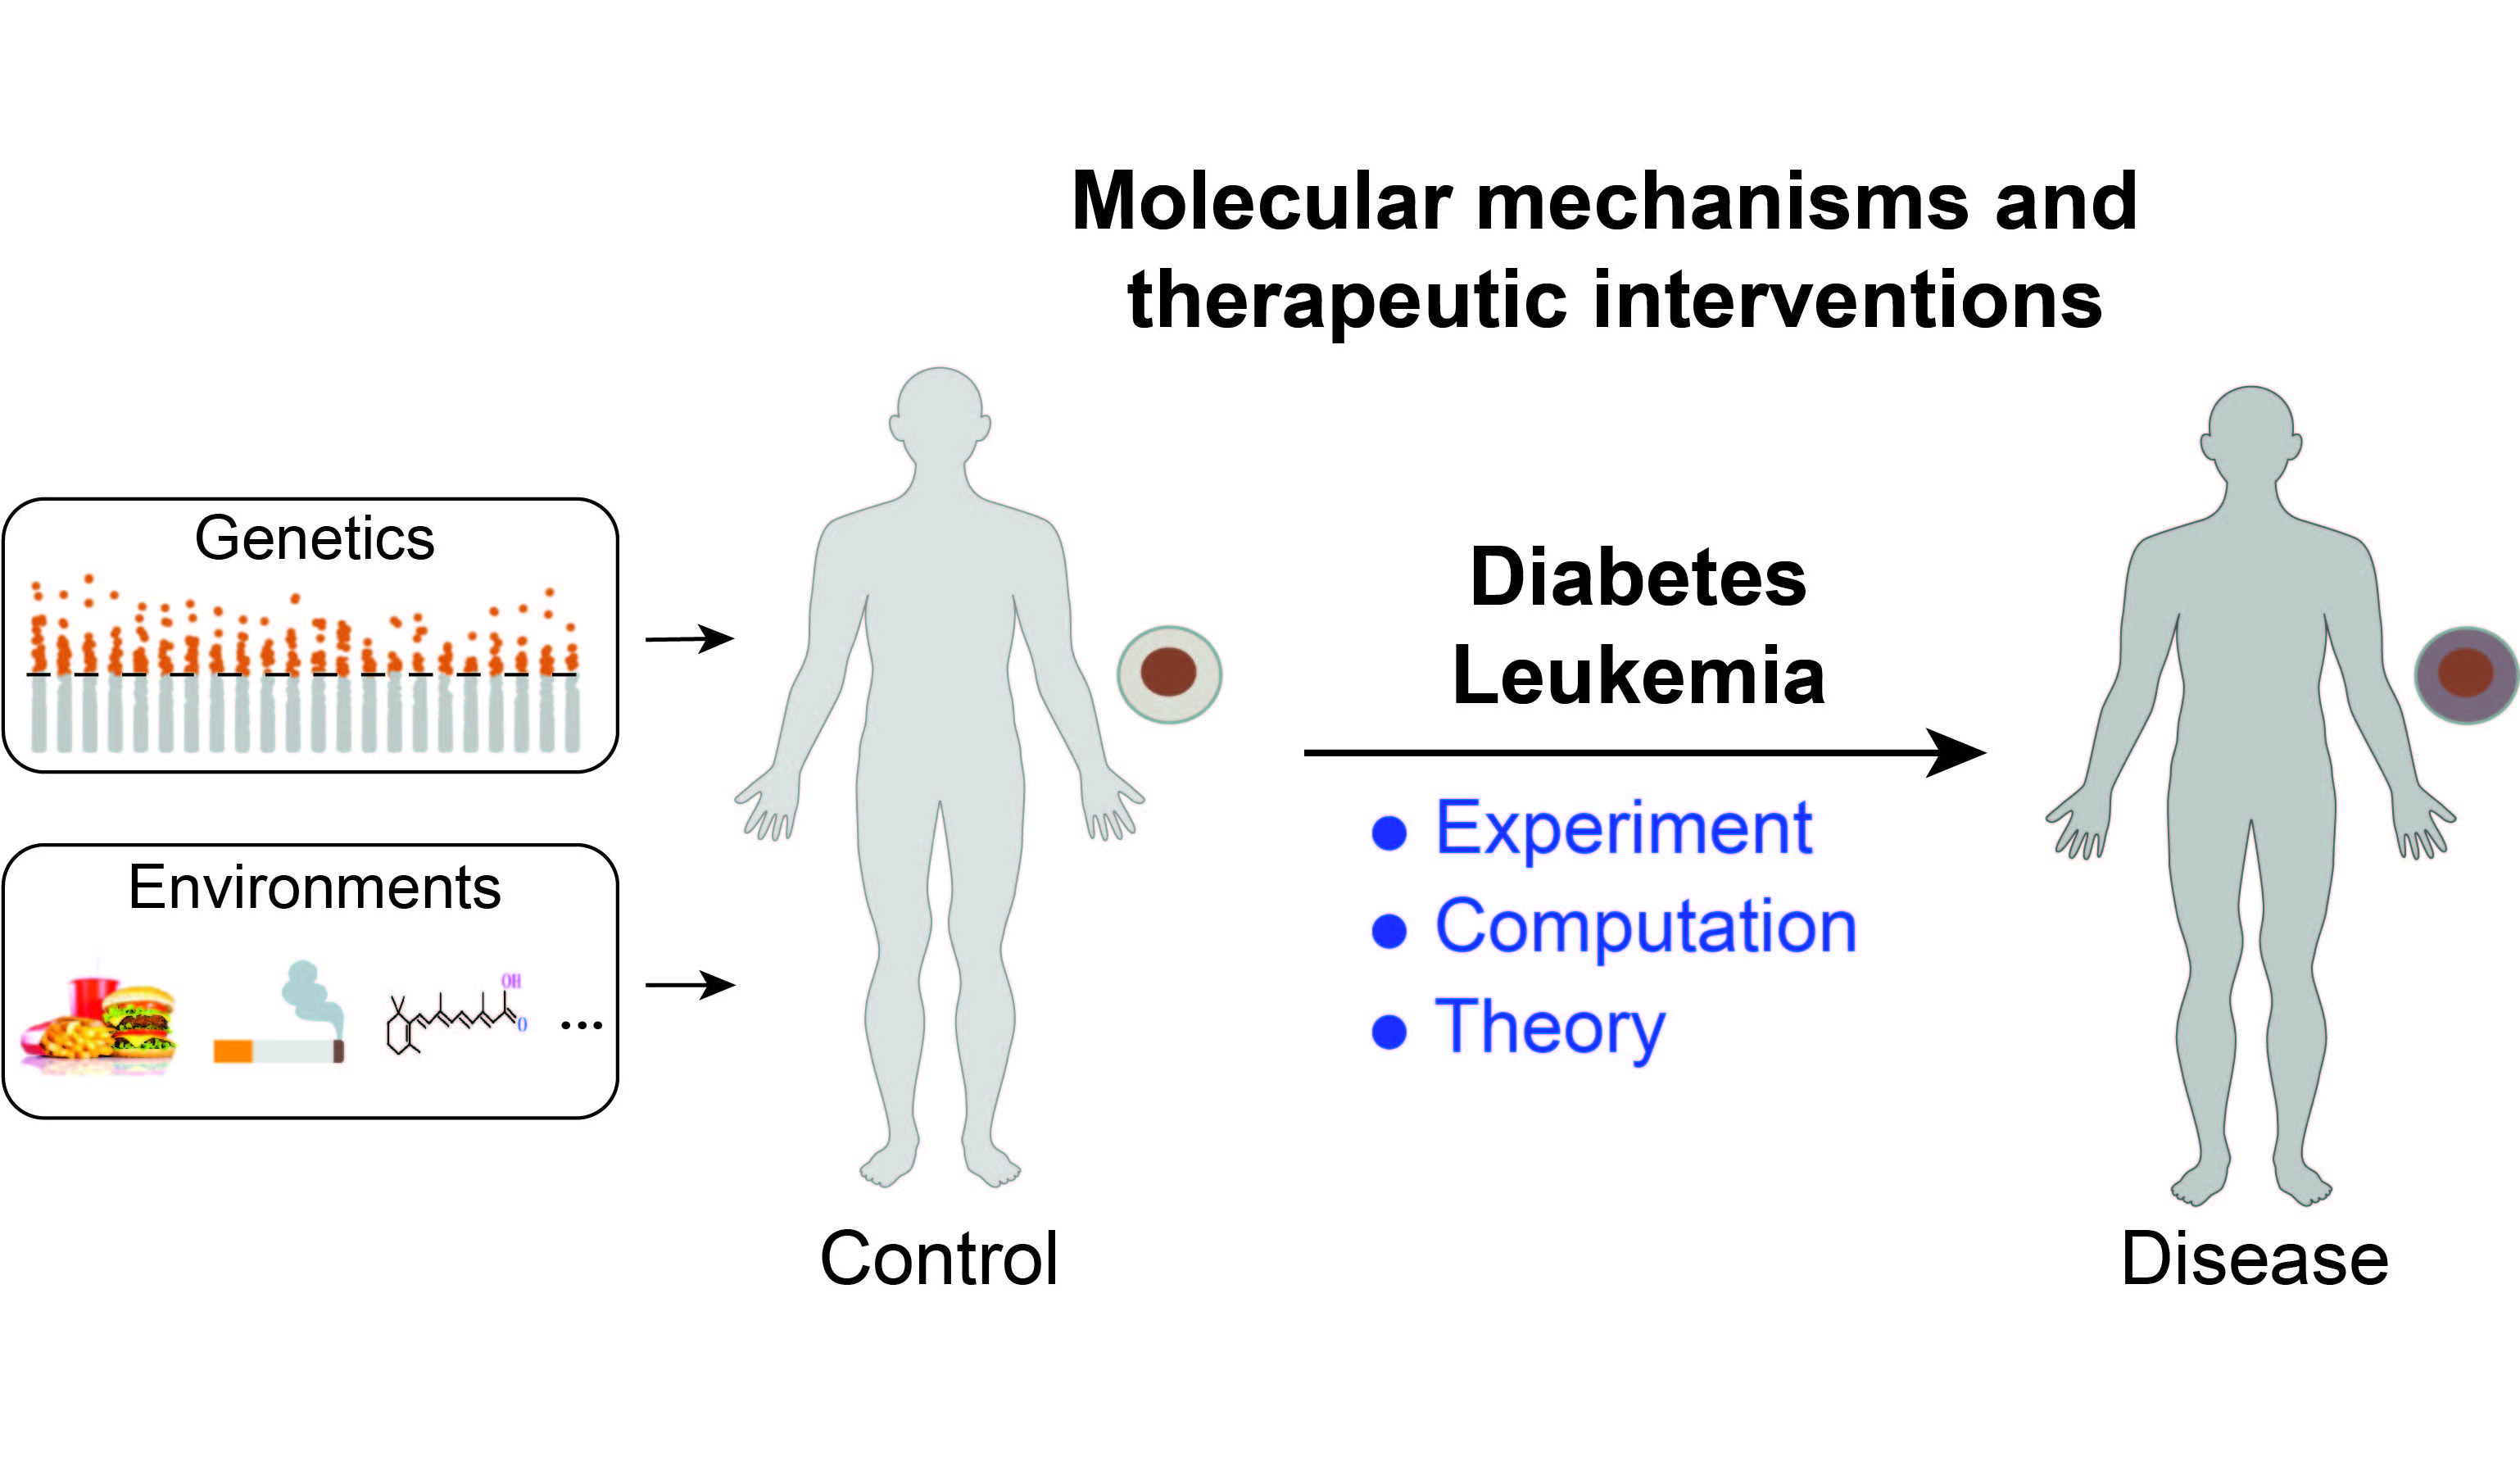 Molecular mechanisms and
therapeutic interventions
Genetics
Environments
OH
O
...
Diabetes
Leukemia
● Experiment
● Computation
● Theory
Control
Disease